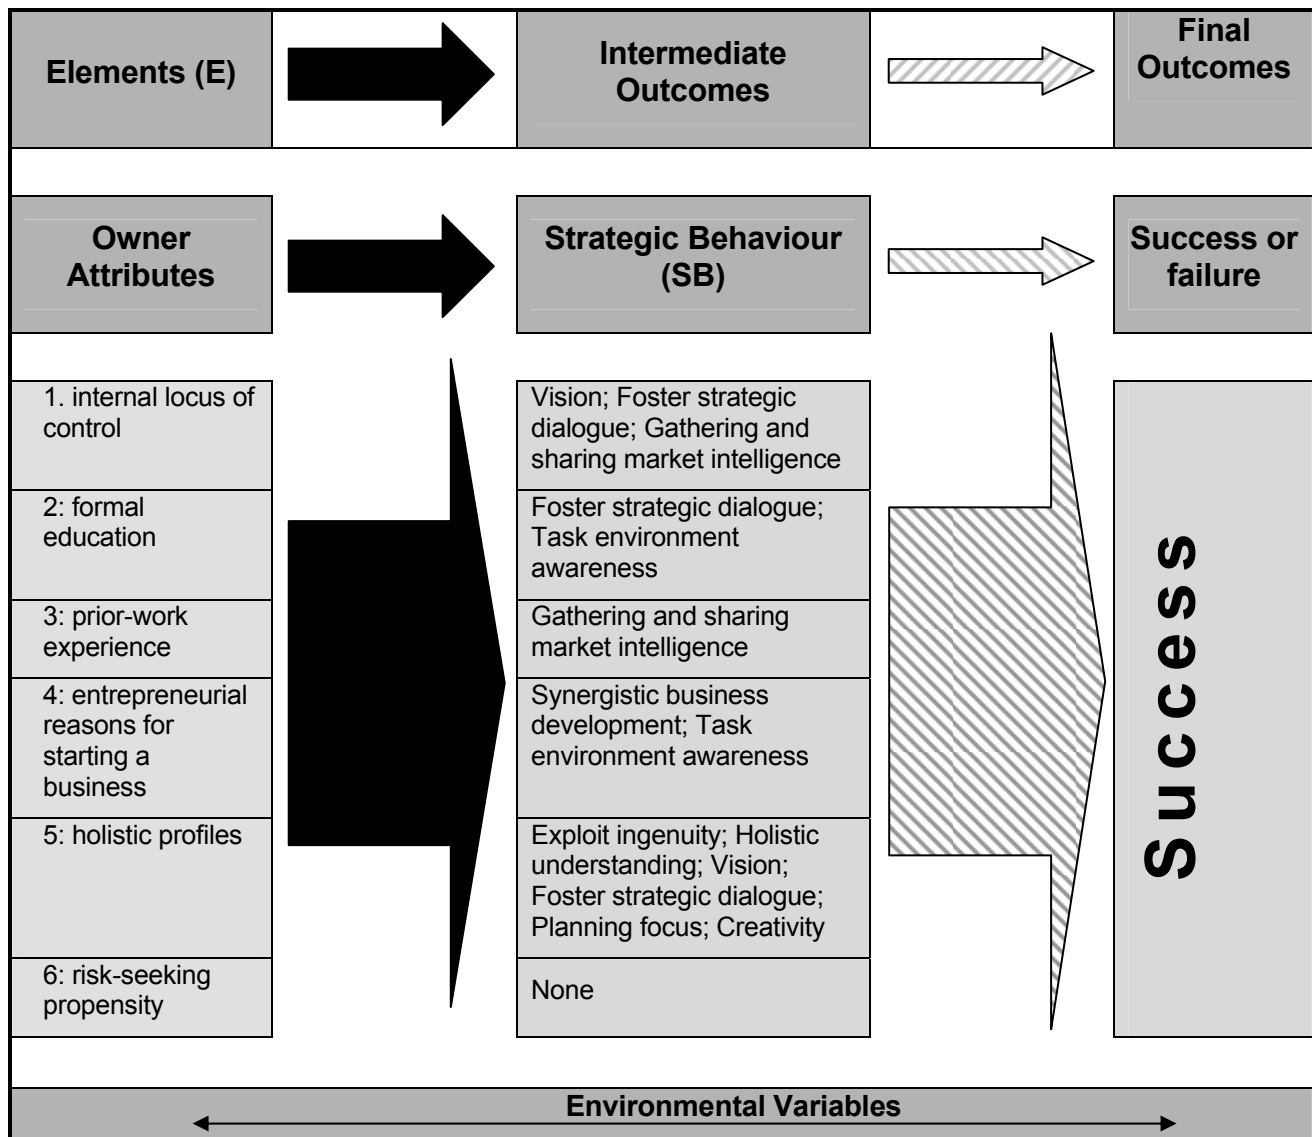 Elements (E)
Intermediate
Outcomes
Final
Outcomes
Owner
Attributes
Strategic Behaviour
(SB)
Success or
failure
1. internal locus of
control
Vision; Foster strategic
dialogue; Gathering and
sharing market intelligence
2: formal
education
Foster strategic dialogue;
Task environment
awareness
3: prior-work
experience
Gathering and sharing
market intelligence
4: entrepreneurial
reasons for
starting a
business
Synergistic business
development; Task
environment awareness
5: holistic profiles
Exploit ingenuity; Holistic
understanding; Vision;
Foster strategic dialogue;
Planning focus; Creativity
6: risk-seeking
propensity
None
Success
Environmental Variables